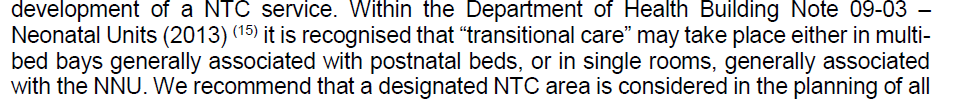 development of a NTC service. Within the Department of Health Building Note 09-03 –
Neonatal Units (2013) (15) it is recognised that “transitional care” may take place either in multi-
bed bays generally associated with postnatal beds, or in single rooms, generally associated
with the NNU. We recommend that a designated NTC area is considered in the planning of all